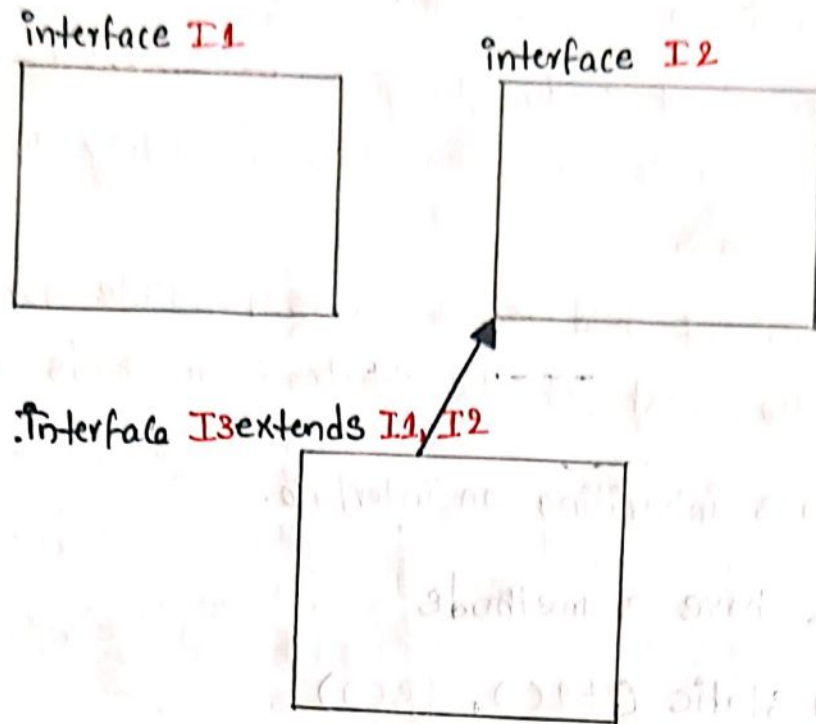 interface I1
interface I2
.Interface I3extends I1, I2